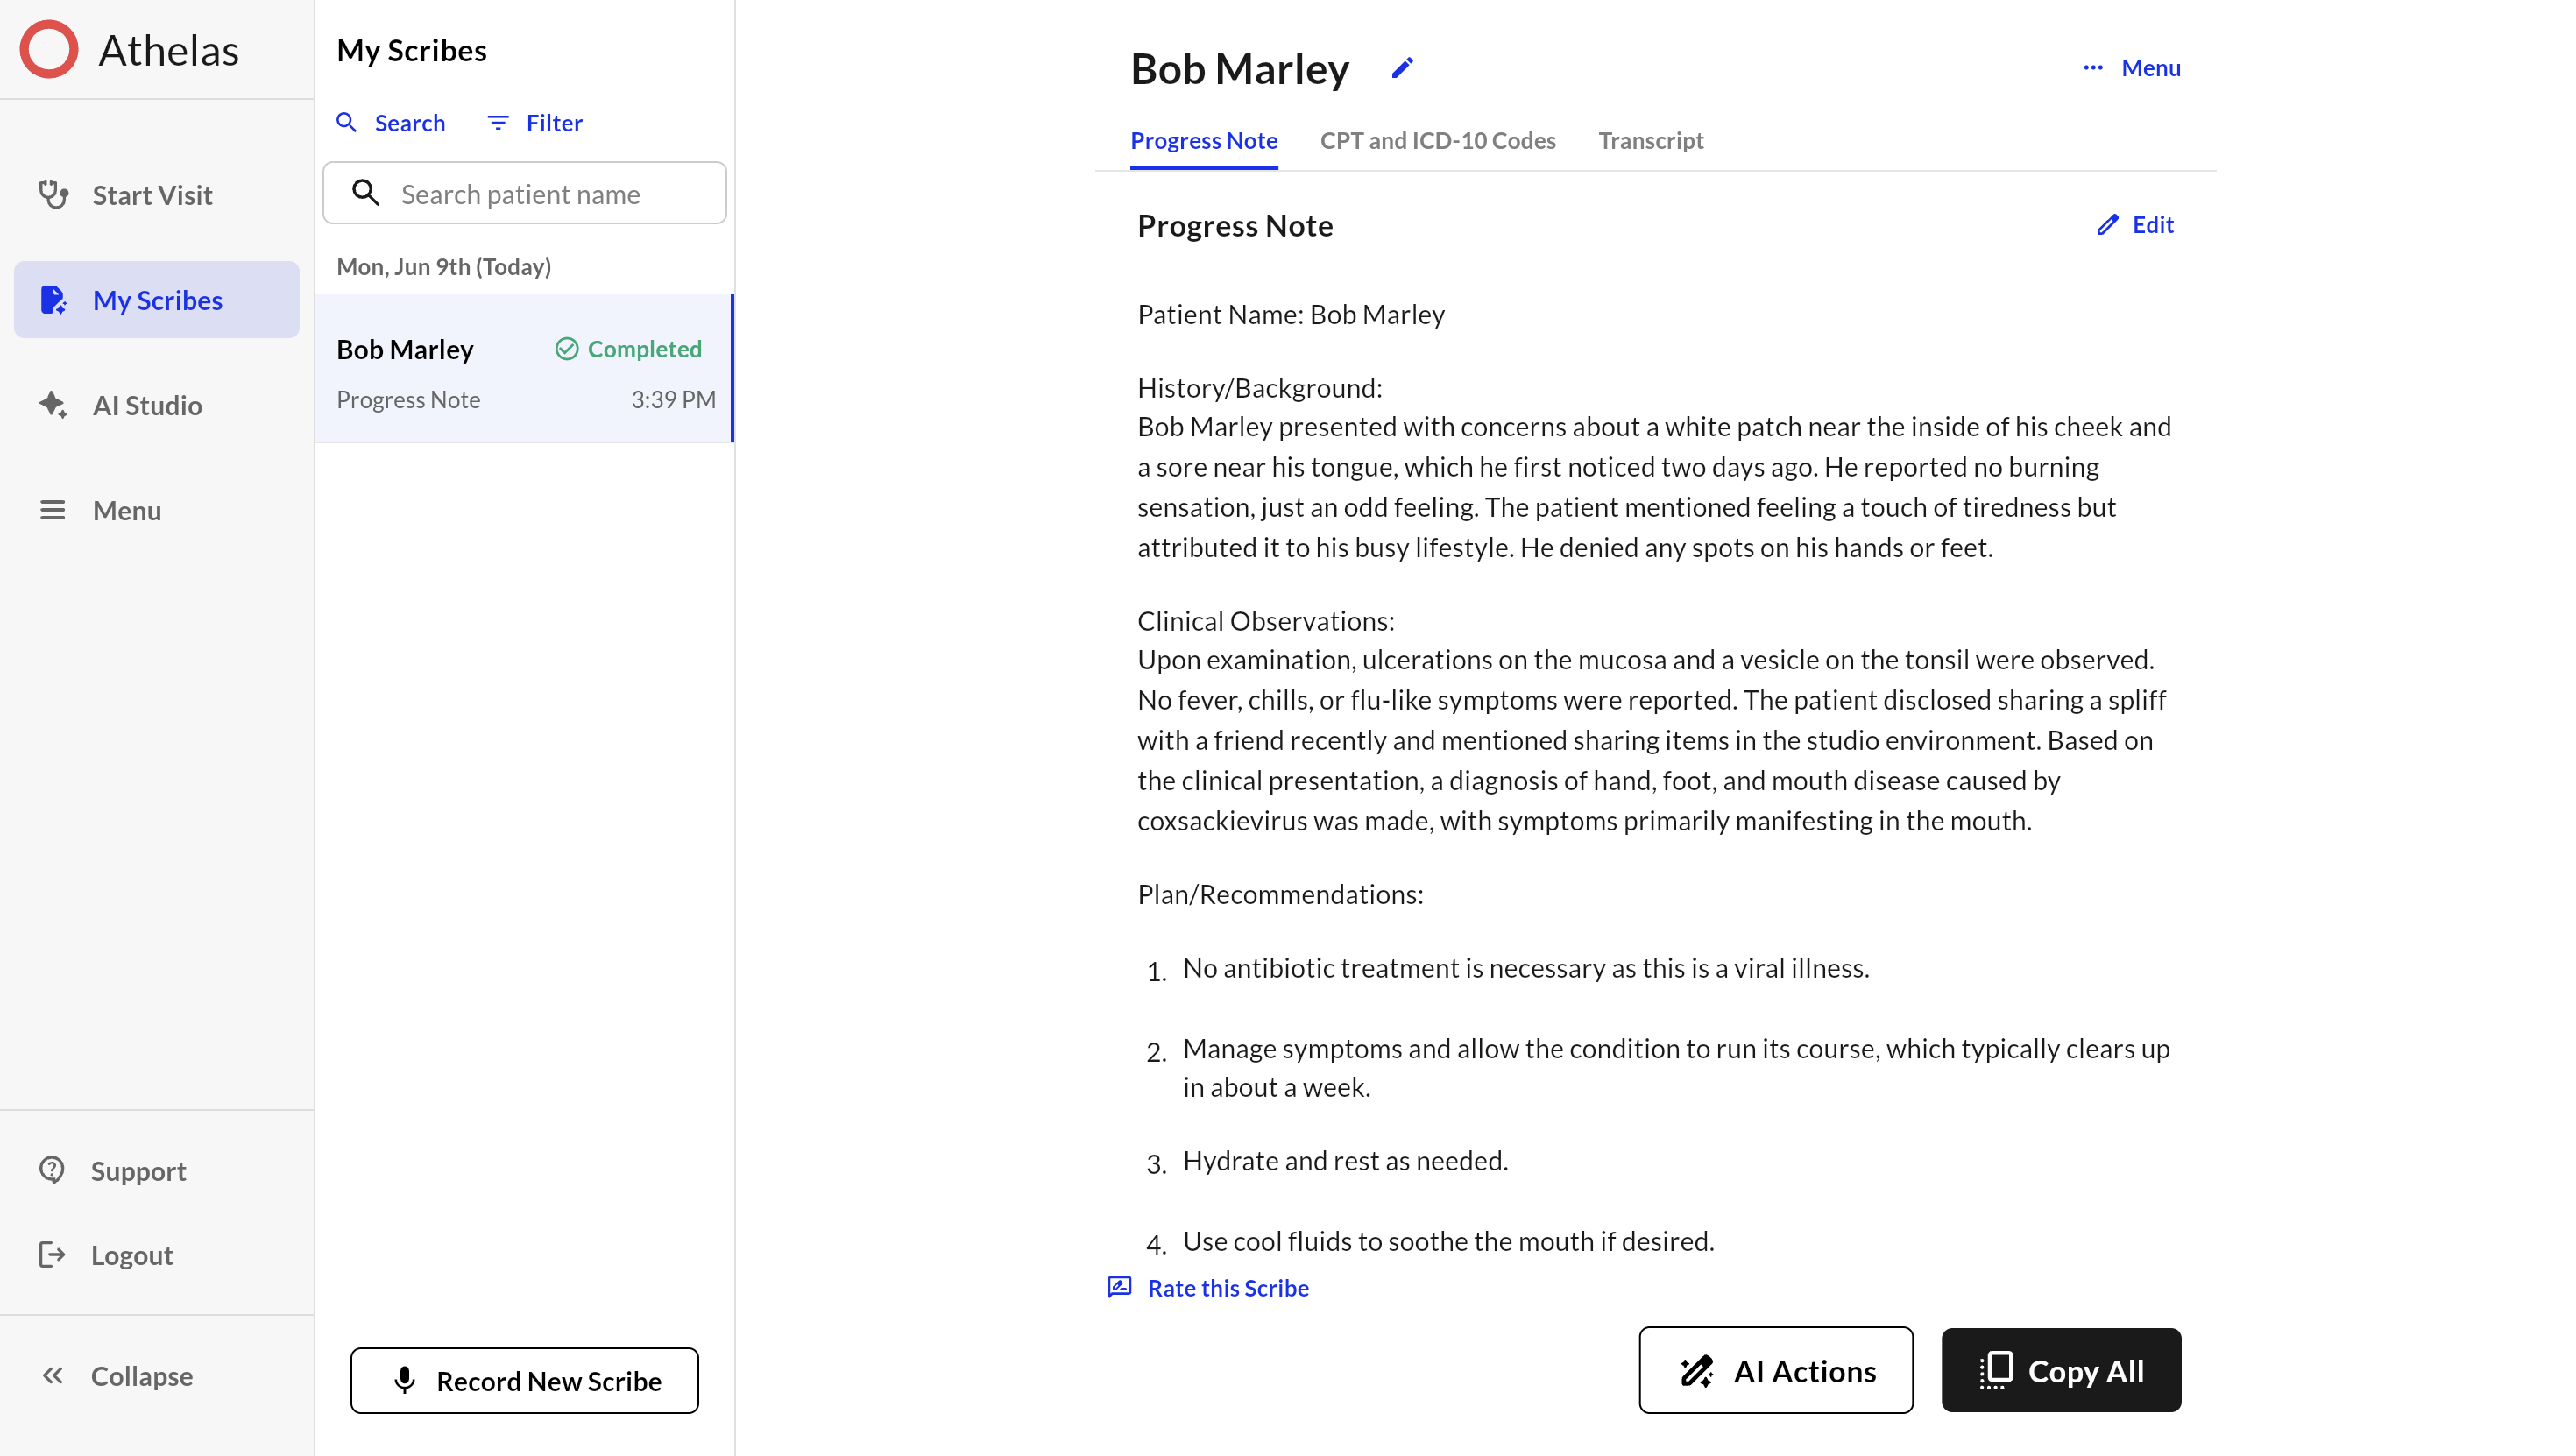 Athelas
Start Visit
My Scribes
AI Studio
Menu
Support
Logout
Collapse
My Scribes
Search
Filter
Search patient name
Mon, Jun 9th (Today)
Bob Marley
Completed
Progress Note
3:39 PM
Record New Scribe
Bob Marley
Menu
Progress Note
CPT and ICD-10 Codes
Transcript
Progress Note
Edit
Patient Name: Bob Marley
History/Background:
Bob Marley presented with concerns about a white patch near the inside of his cheek and
a sore near his tongue, which he first noticed two days ago. He reported no burning
sensation, just an odd feeling. The patient mentioned feeling a touch of tiredness but
attributed it to his busy lifestyle. He denied any spots on his hands or feet.
Clinical Observations:
Upon examination, ulcerations on the mucosa and a vesicle on the tonsil were observed.
No fever, chills, or flu-like symptoms were reported. The patient disclosed sharing a spliff
with a friend recently and mentioned sharing items in the studio environment. Based on
the clinical presentation, a diagnosis of hand, foot, and mouth disease caused by
coxsackievirus was made, with symptoms primarily manifesting in the mouth.
Plan/Recommendations:
1. No antibiotic treatment is necessary as this is a viral illness.
2. Manage symptoms and allow the condition to run its course, which typically clears up
in about a week.
3. Hydrate and rest as needed.
4. Use cool fluids to soothe the mouth if desired.
Rate this Scribe
AI Actions
Copy All